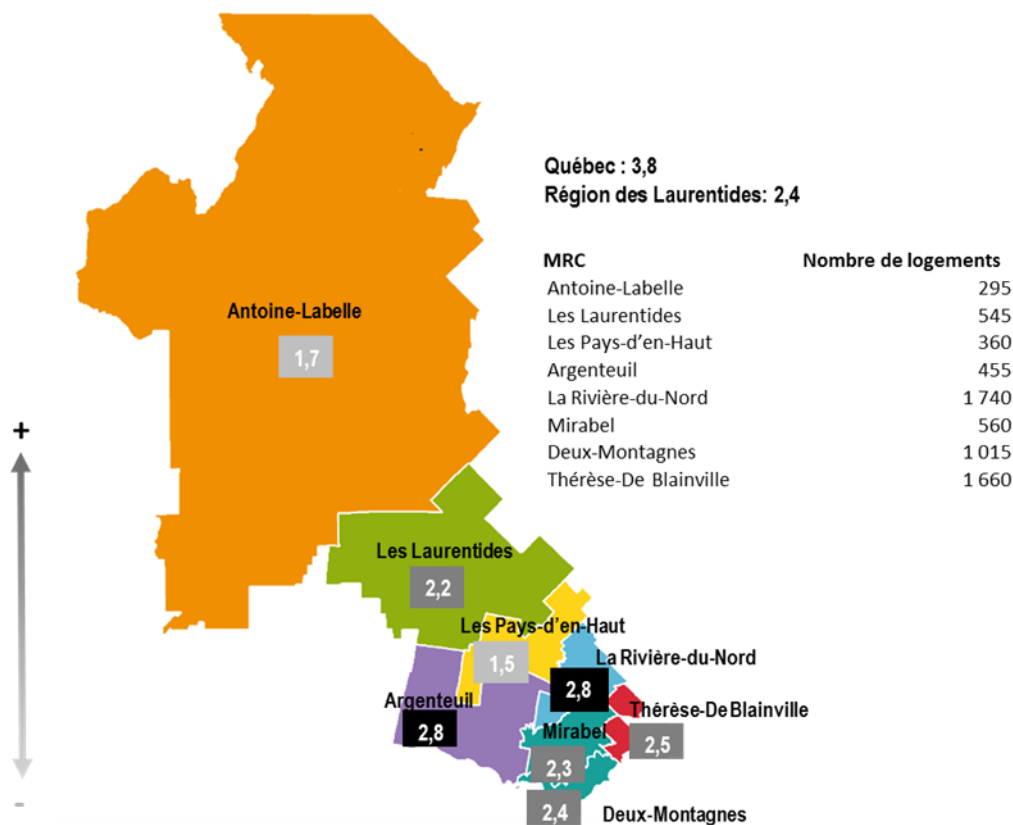 Québec : 3,8
Région des Laurentides: 2,4
MRC Nombre de logements
Antoine-Labelle 295
Les Laurentides 545
Les Pays-d'en-Haut 360
Argenteuil 455
La Rivière-du-Nord 1 740
Mirabel 560
Deux-Montagnes 1 015
Thérèse-De Blainville 1 660
Antoine-Labelle
1,7
+
-
Les Laurentides
2,2
Les Pays-d'en-Haut
1,5
La Rivière-du-Nord
2,8
Argenteuil
2,8
Thérèse-De Blainville
2,5
Mirabel
2,3
2,4
Deux-Montagnes